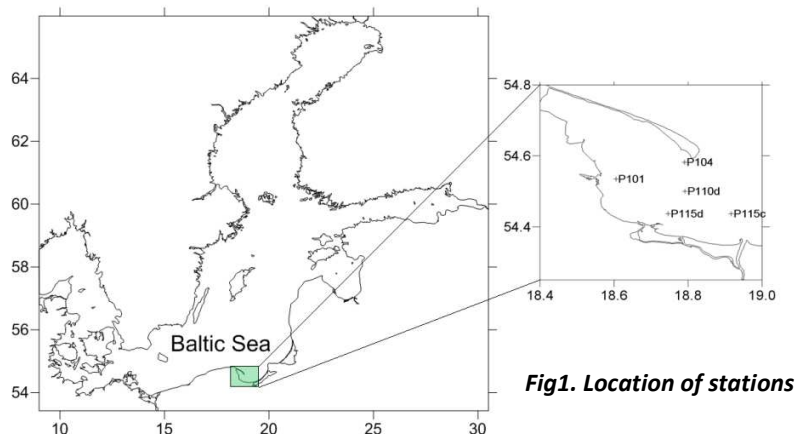 64
62
60
58
56
54
10
15
20
25
30
Baltic Sea
54.8
54.6
54.4
18.4
18.6
18.8
19.0
P104
P101
P110d
P115d
P115c
Fig1. Location of stations